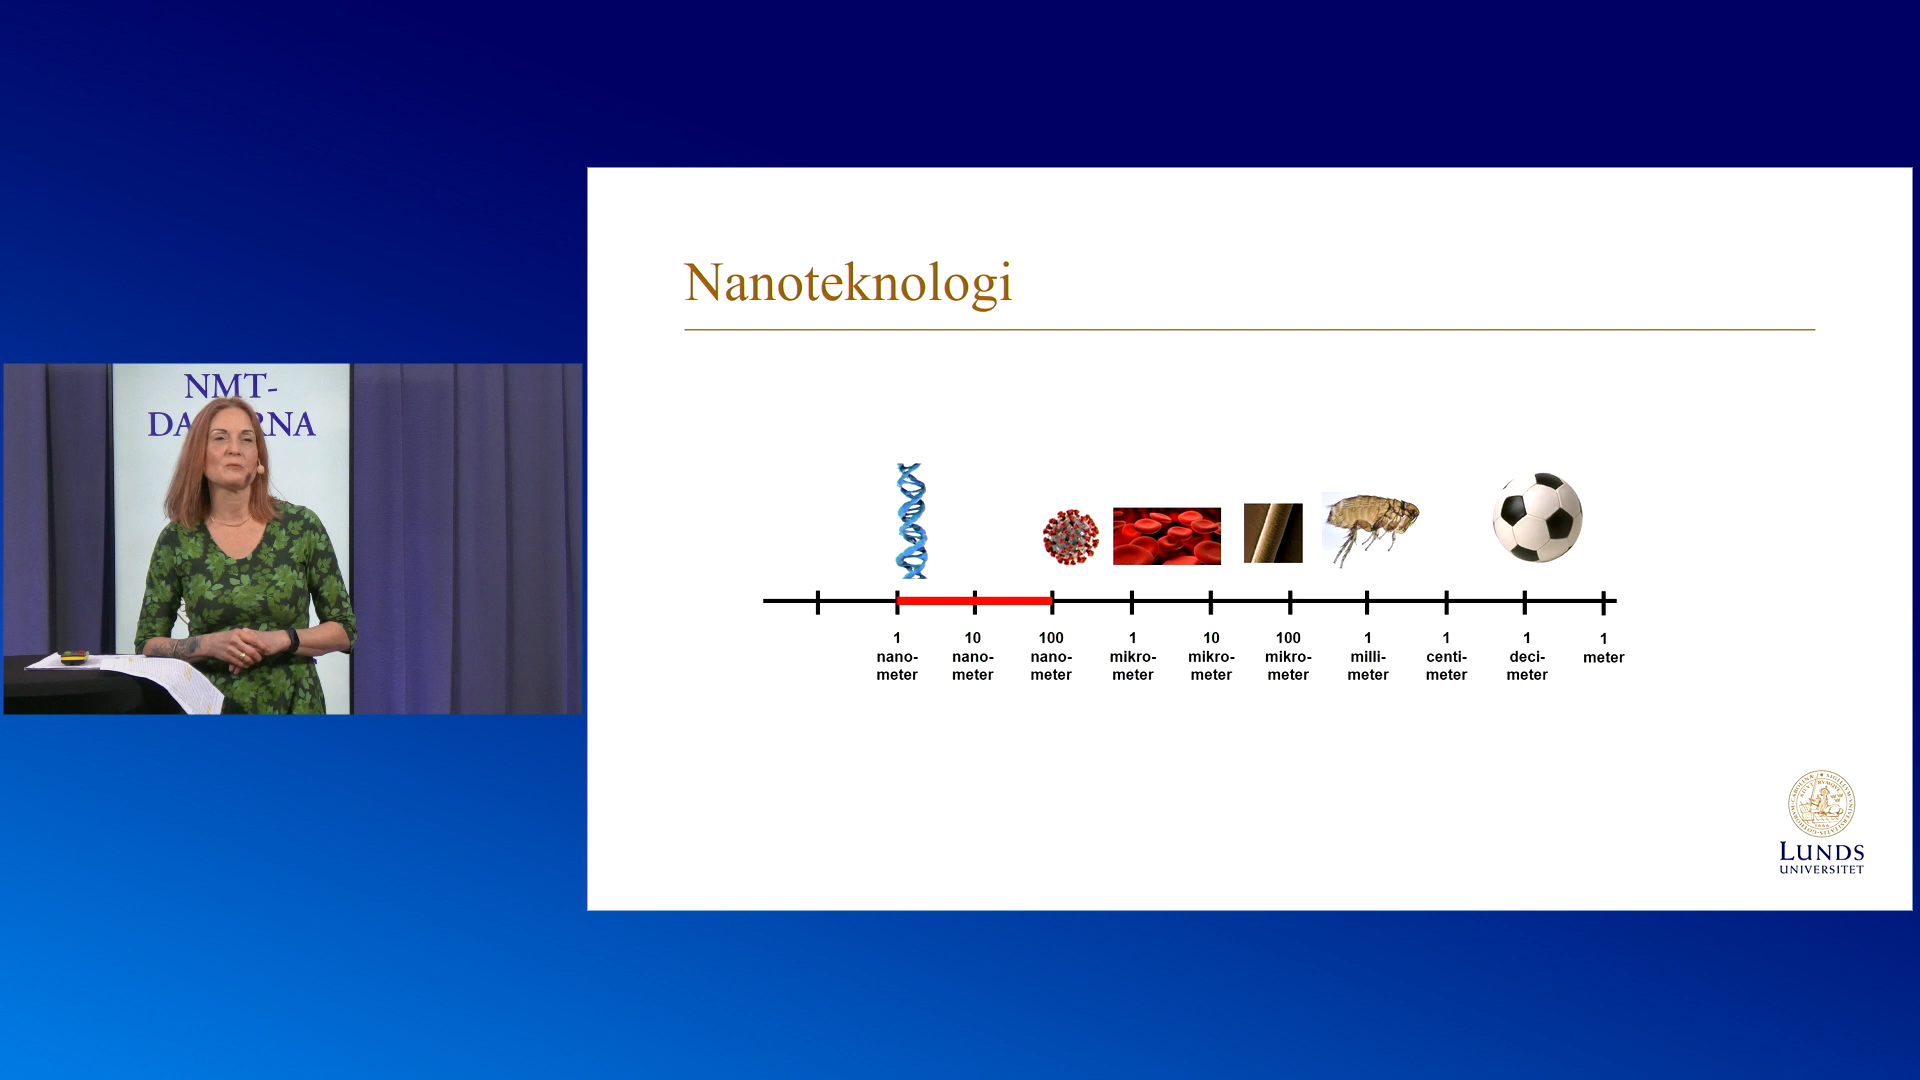 NMT-
DA RNA
Nanoteknologi
1 nano-meter
10 nano-meter
100 nano-meter
1 mikro-meter
10 mikro-meter
100 mikro-meter
1 milli-meter
1 centi-meter
1 deci-meter
1 meter
LUNDS
UNIVERSITET